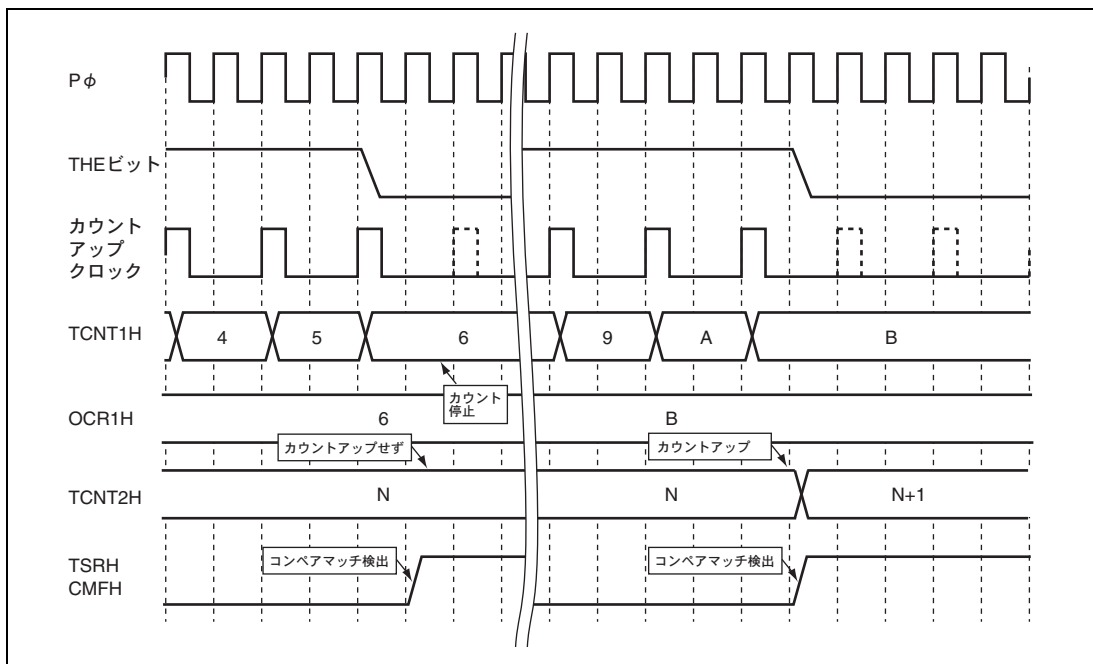 Pφ
THEビット
カウント
アップ
クロック
TCNT1H
4
5
6
9
A
B
カウント
停止
OCR1H
6
B
カウントアップせず
カウントアップ
TCNT2H
N
N
N+1
TSRH
CMFH
コンペアマッチ検出
コンペアマッチ検出